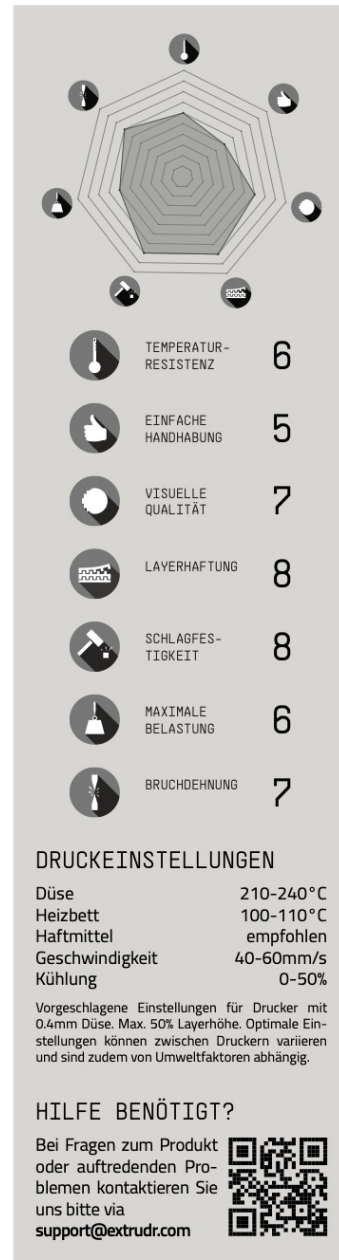 TEMPERATUR-
RESISTENZ 6
EINFACHE
HANDHABUNG 5
VISUELLE
QUALITÄT 7
LAYERHAFTUNG 8
SCHLAGFES-
TIGKEIT 8
MAXIMALE
BELASTUNG 6
BRUCHDEHNUNG 7
DRUCKEINSTELLUNGEN
Düse 210-240°C
Heizbett 100-110°C
Haftmittel empfohlen
Geschwindigkeit 40-60mm/s
Kühlung 0-50%
Vorgeschlagene Einstellungen für Drucker mit
0.4mm Düse. Max. 50% Layerhöhe. Optimale Ein-
stellungen können zwischen Druckern variieren
und sind zudem von Umweltfaktoren abhängig.
HILFE BENÖTIGT?
Bei Fragen zum Produkt
oder auftredenden Pro-
blemen kontaktieren Sie
uns bitte via
support@extrudr.com